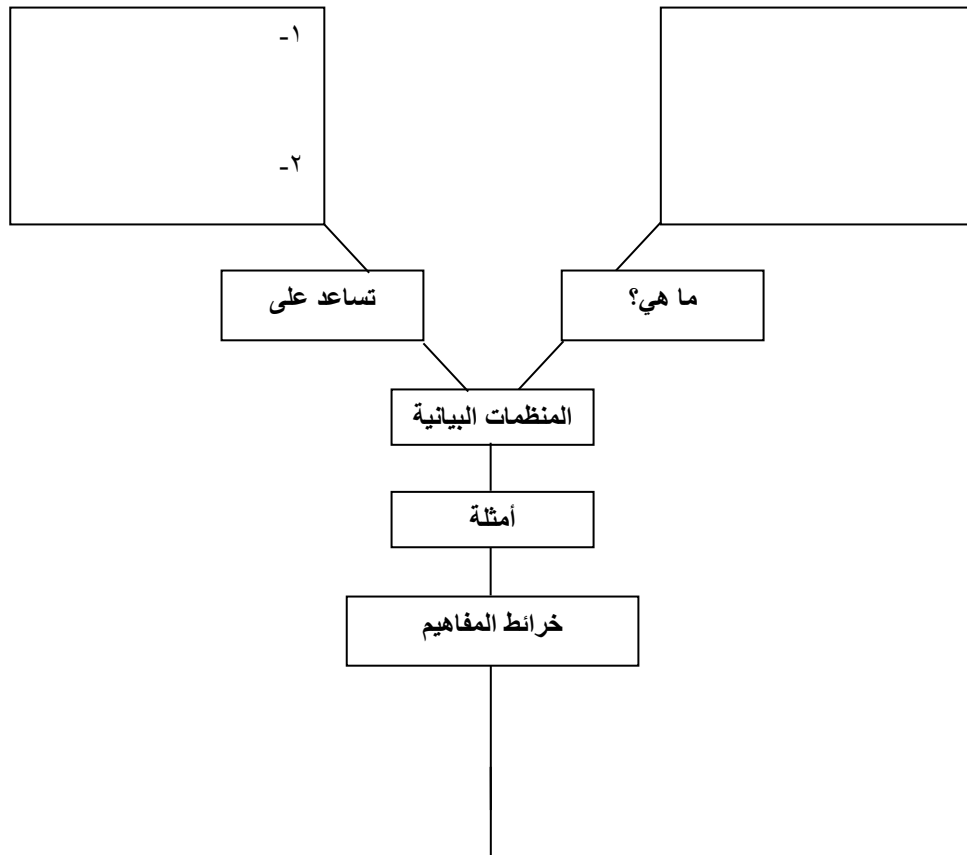 ١-
٢-
ما هي؟
تساعد على
المنظمات البيانية
أمثلة
خرائط المفاهيم